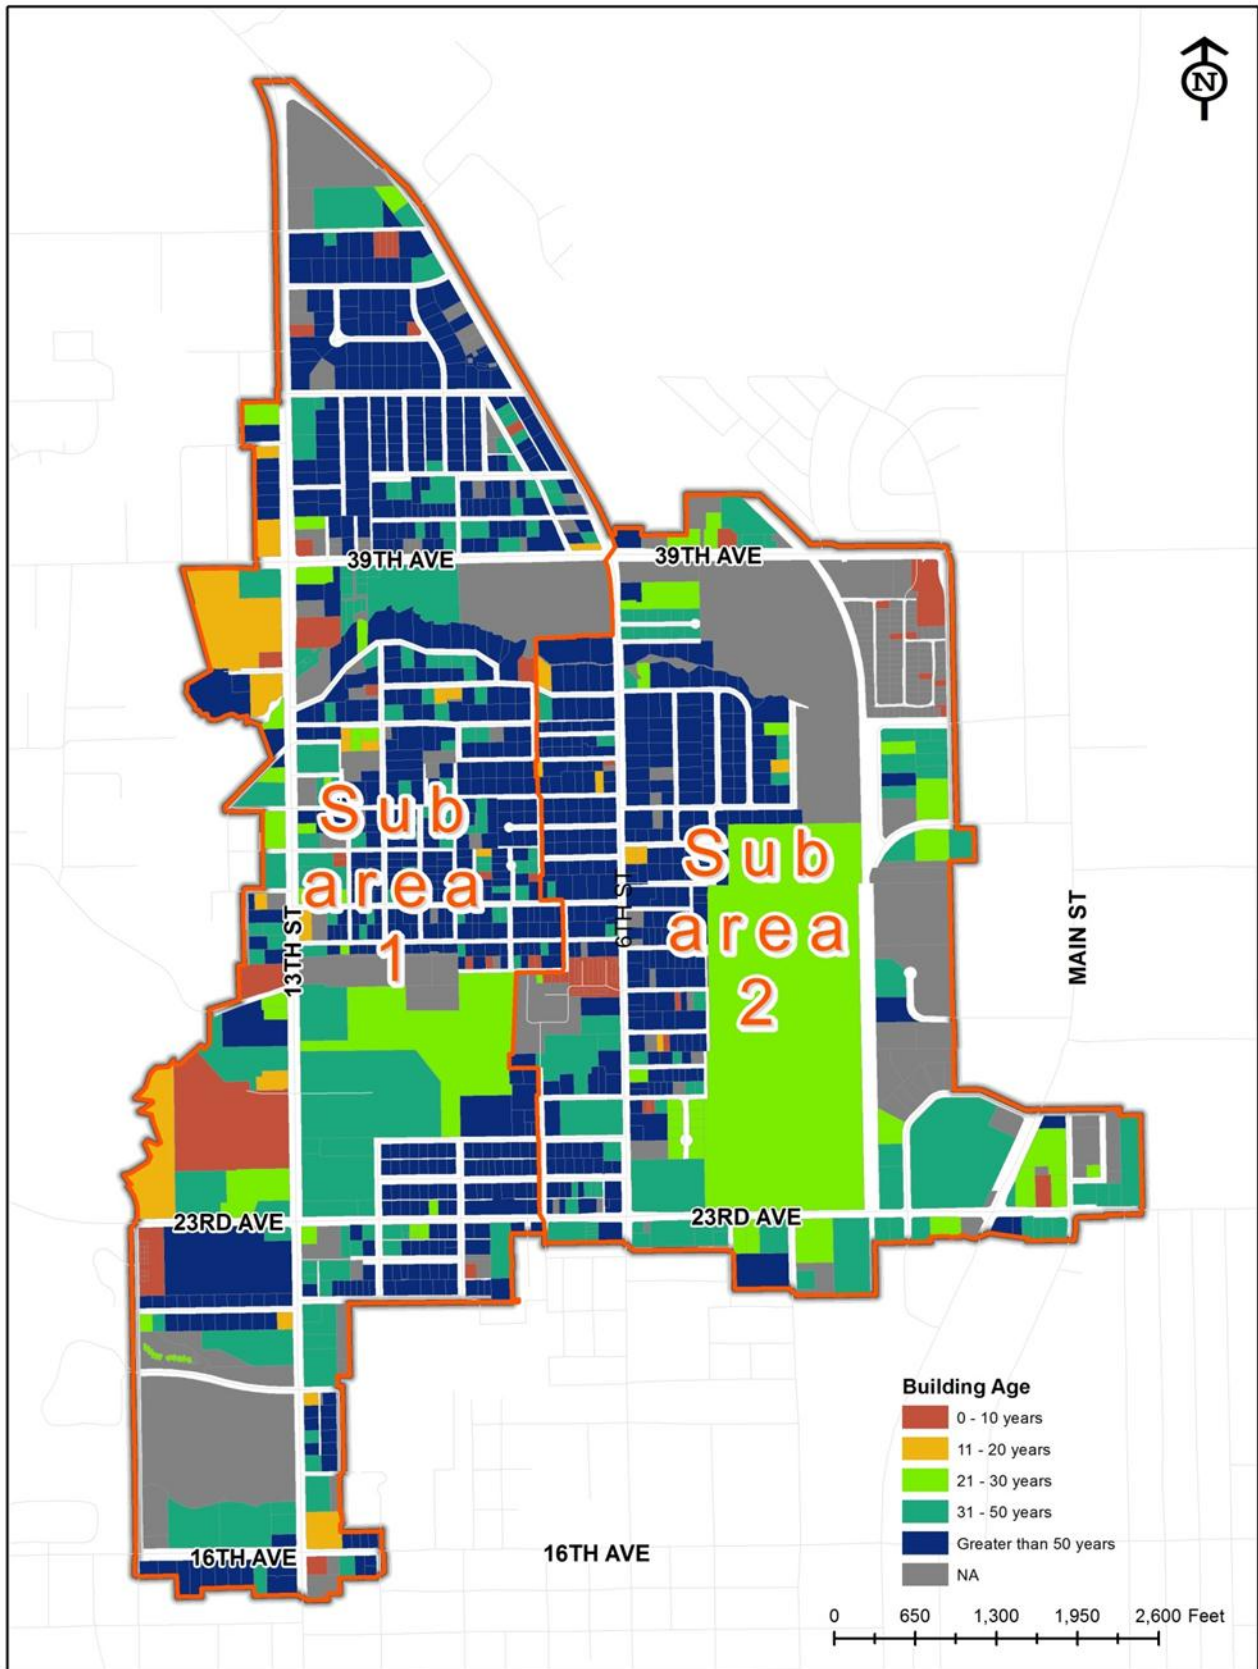 N
39TH AVE
39TH AVE
Sub
area
1
Sub
area
2
13TH ST
6TH ST
MAIN ST
23RD AVE
23RD AVE
16TH AVE
16TH AVE
Building Age
0 - 10 years
11 - 20 years
21 - 30 years
31 - 50 years
Greater than 50 years
NA
0 650 1,300 1,950 2,600 Feet